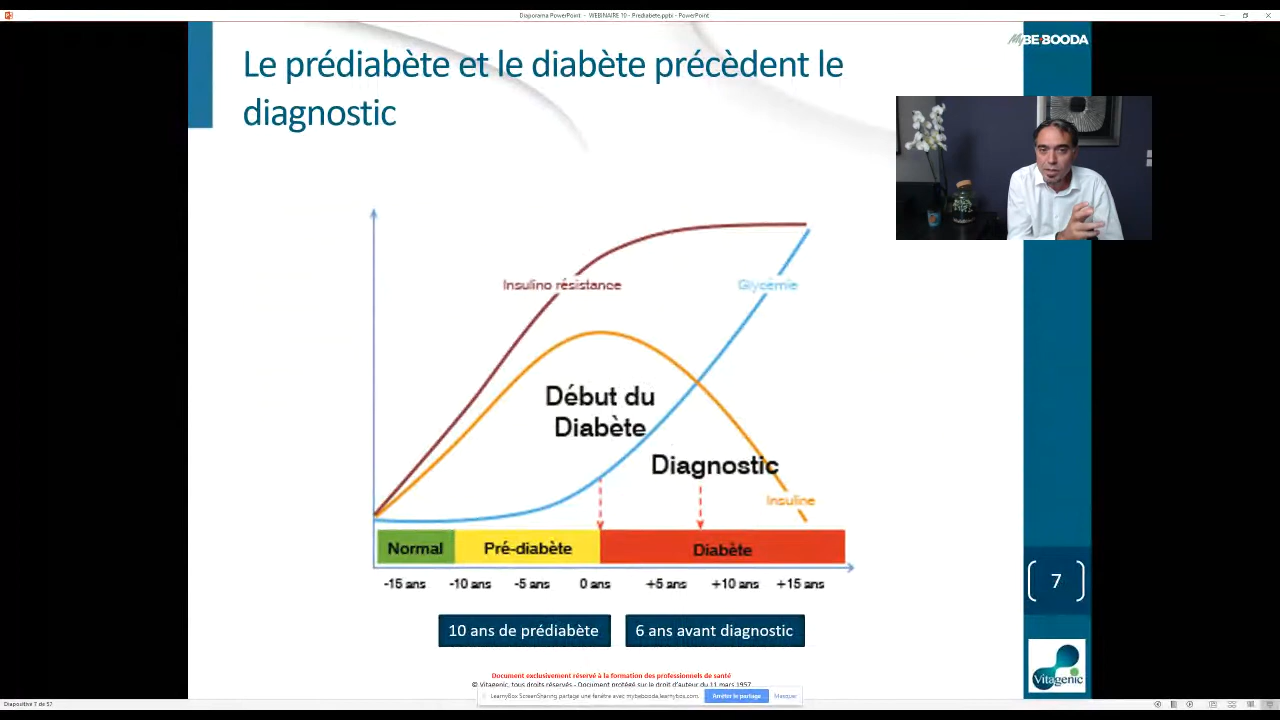 Diaporama PowerPoint - WEBINAIRE 10 - Prediabete.pptx - PowerPoint
MyBE-BOODA
Le prédiabète et le diabète précèdent le
diagnostic
Insulino résistance
Glycémie
Début du
Diabète
Diagnostic
Insuline
Normal
Pré-diabète
Diabète
-15 ans -10 ans -5 ans 0 ans +5 ans +10 ans +15 ans
7
10 ans de prédiabète
6 ans avant diagnostic
Vitagenic
Document exclusivement réservé à la formation des professionnels de santé
© Vitagenic, tous droits réservés - Document protégé sur le droit d'auteur du 11 mars 1957
LearnyBox ScreenSharing partage une fenêtre avec mybebooda.learnybox.com.
Arrêter le partage
Masquer
Diapositive 7 de 57